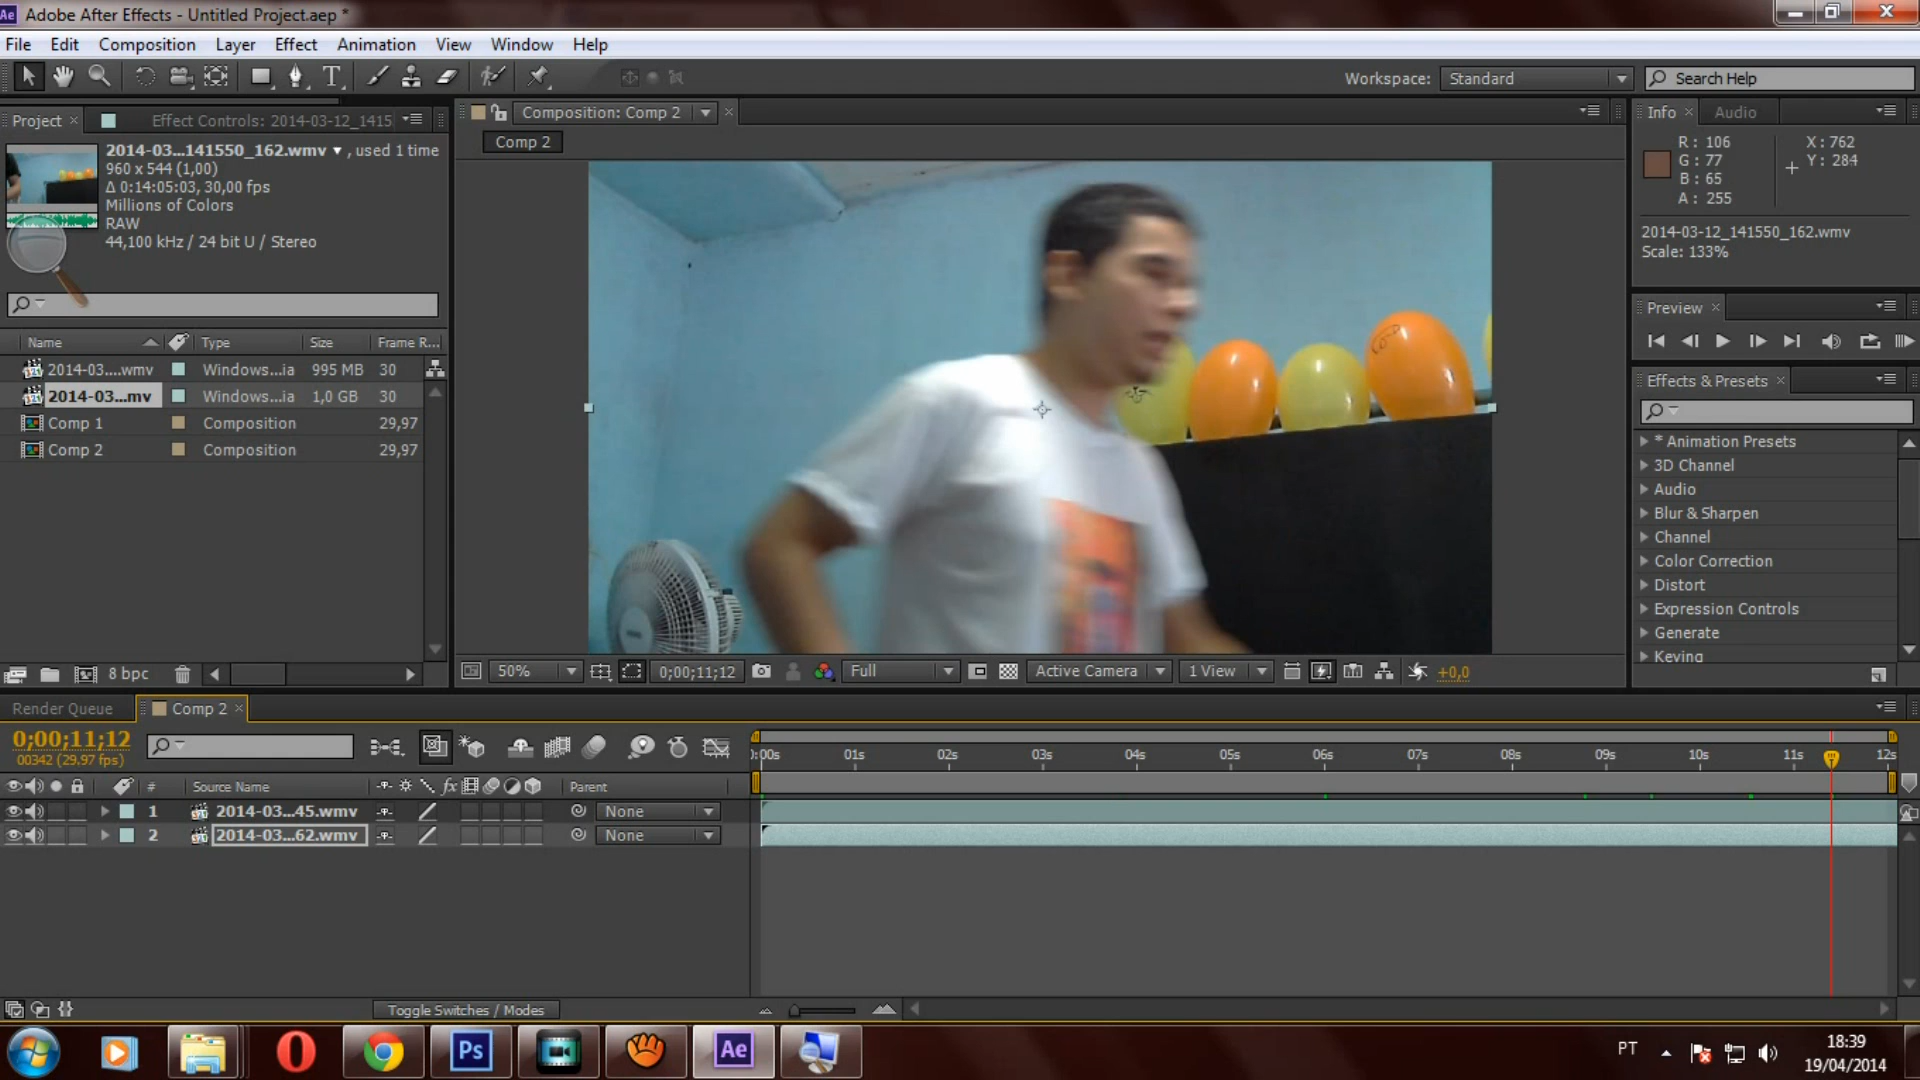 Adobe After Effects - Untitled Project.aep *
File Edit Composition Layer Effect Animation View Window Help
Workspace: Standard Search Help
Project × Effect Controls: 2014-03-12_1415
Composition: Comp 2 ×
Info × Audio
Comp 2
2014-03...141550_162.wmv ▼ , used 1 time
960 x 544 (1,00)
Δ 0:14:05:03, 30,00 fps
Millions of Colors
RAW
44,100 kHz / 24 bit U / Stereo
R : 106 X : 762
G : 77 Y : 284
B : 65
A : 255
2014-03-12_141550_162.wmv
Scale: 133%
Preview ×
Effects & Presets ×
* Animation Presets
3D Channel
Audio
Blur & Sharpen
Channel
Color Correction
Distort
Expression Controls
Generate
Keying
Name Type Size Frame R...
2014-03....wmv Windows...ia 995 MB 30
2014-03...mv Windows...ia 1,0 GB 30
Comp 1 Composition 29,97
Comp 2 Composition 29,97
8 bpc
50% 0;00;11;12 Full Active Camera 1 View +0,0
Render Queue Comp 2 ×
0;00;11;12
00342 (29.97 fps)
:00s 01s 02s 03s 04s 05s 06s 07s 08s 09s 10s 11s 12s
# Source Name fx Parent
1 2014-03...45.wmv None
2 2014-03...62.wmv None
Toggle Switches / Modes
Ps Ae PT 18:39
19/04/2014